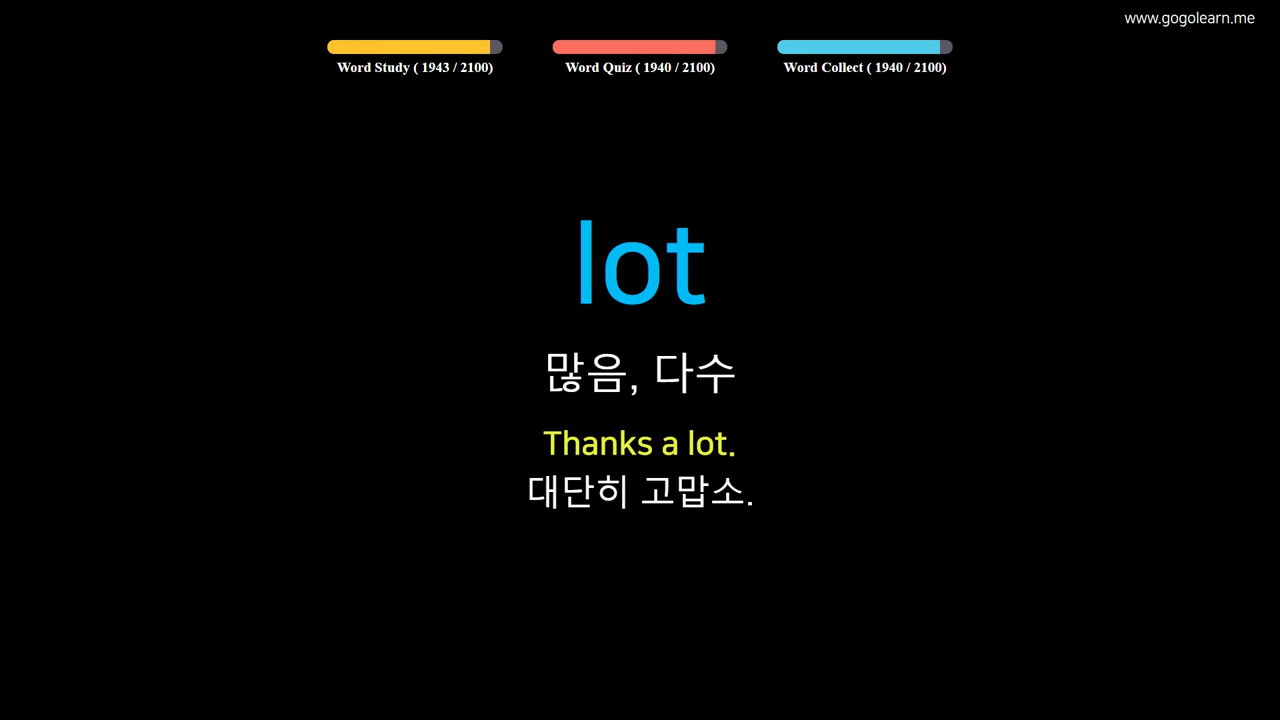 www.gogolearn.me
Word Study ( 1943 / 2100)
Word Quiz ( 1940 / 2100)
Word Collect ( 1940 / 2100)
lot
많음, 다수
Thanks a lot.
대단히 고맙소.